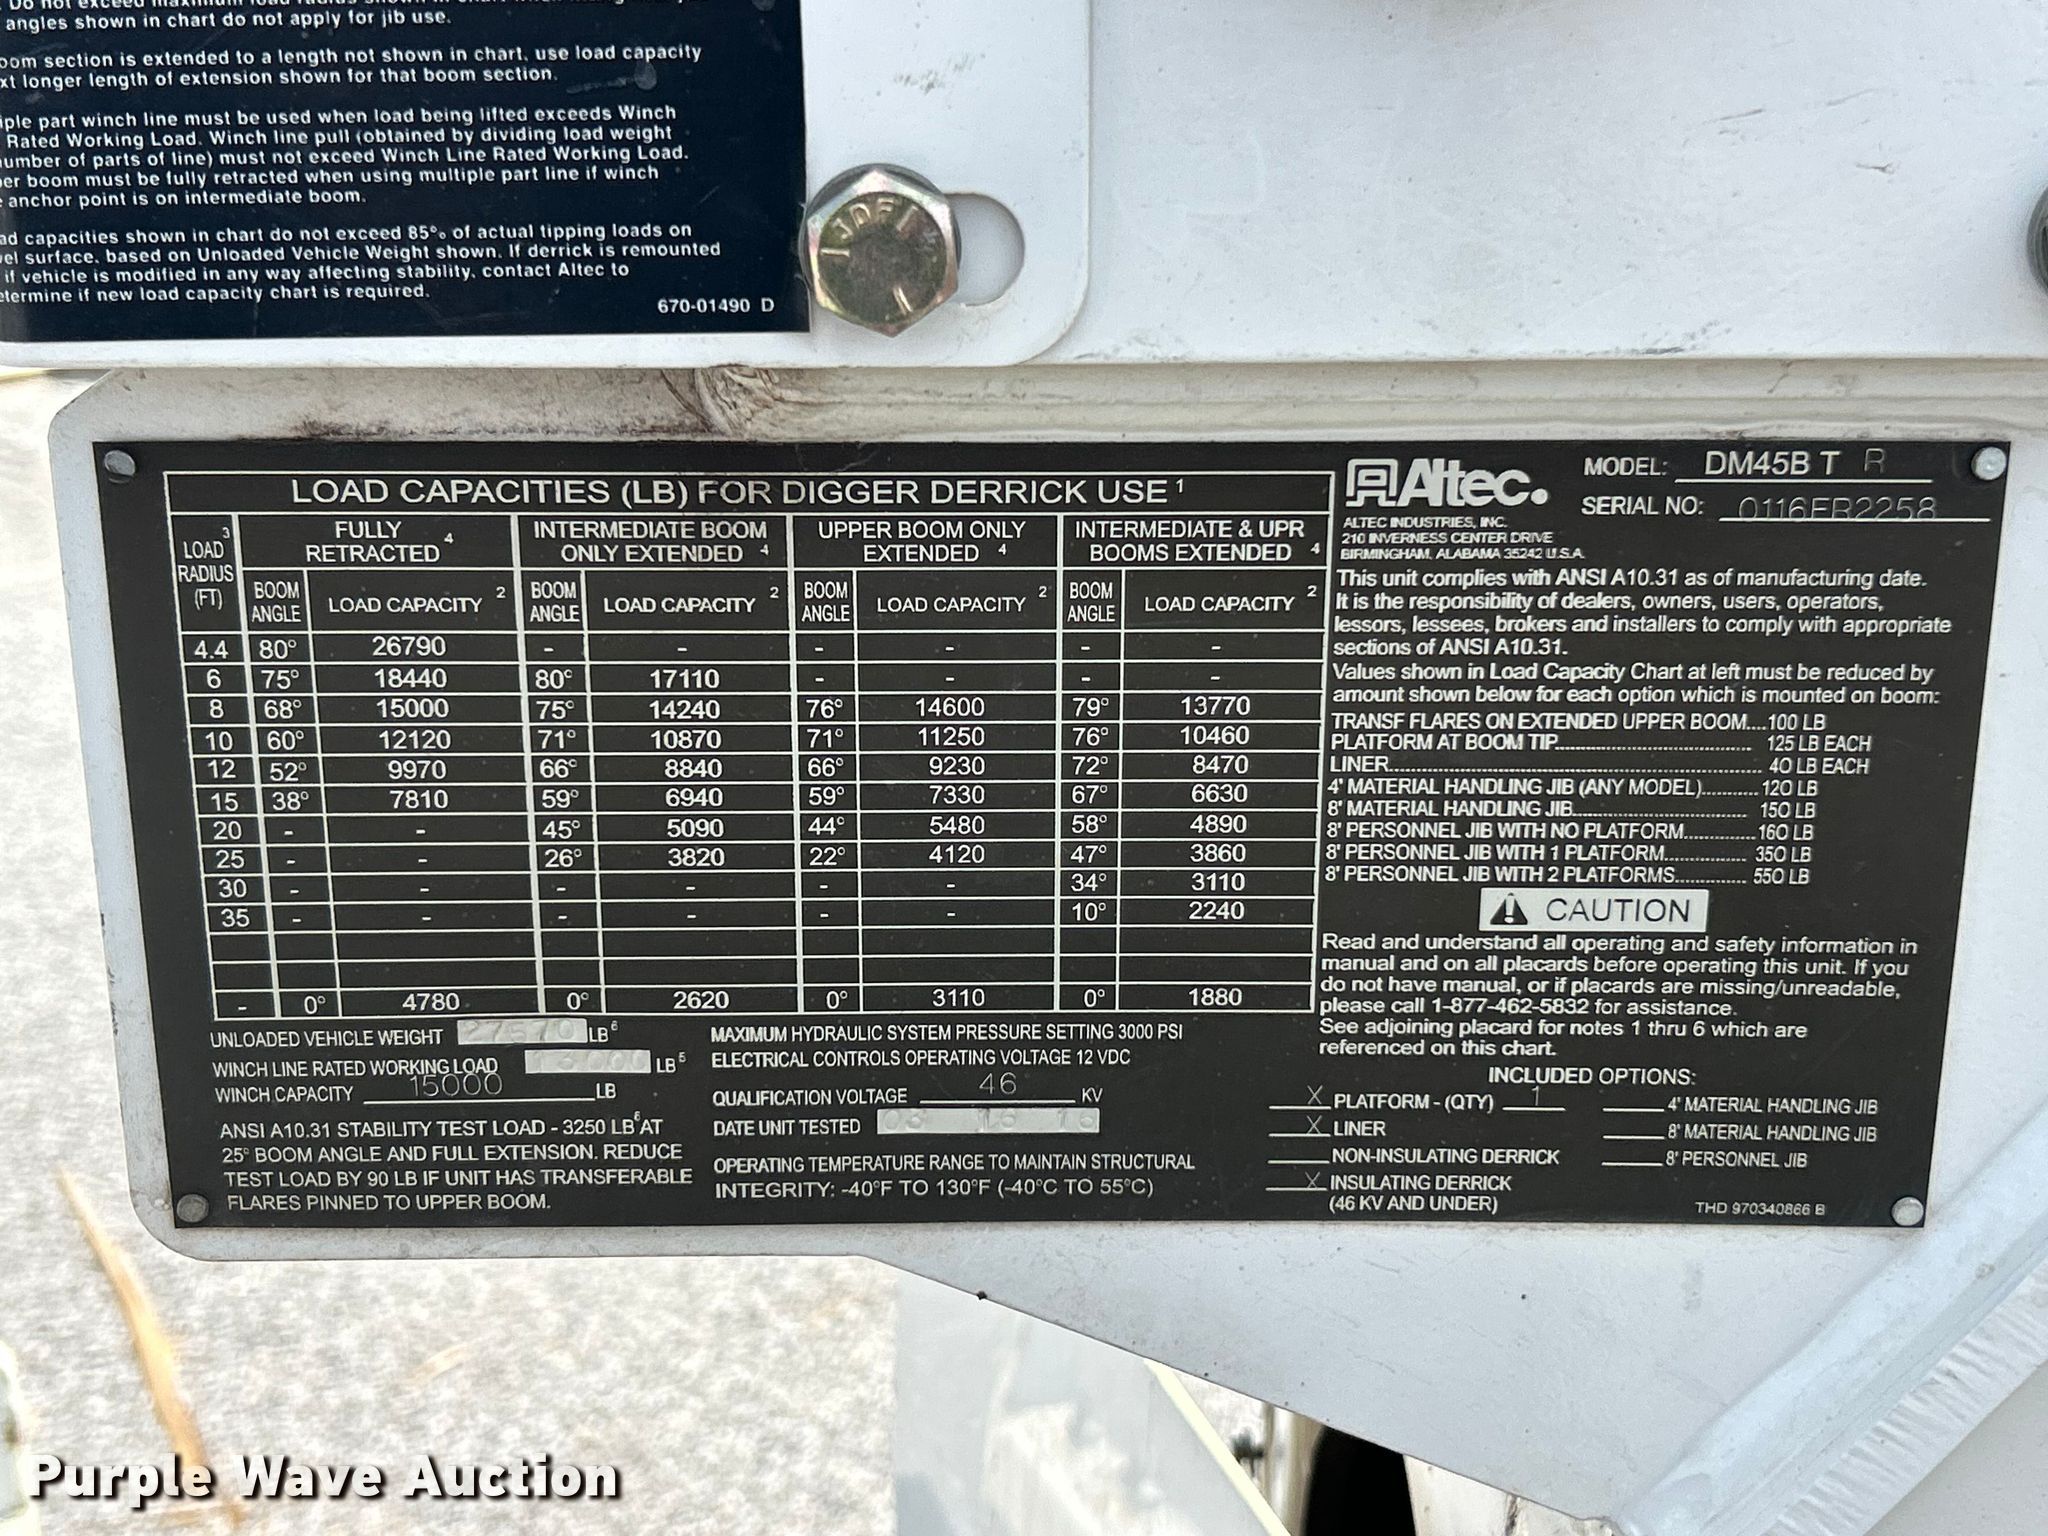 Do not exceed maximum load radius shown in chart when
angles shown in chart do not apply for jib use.
oom section is extended to a length not shown in chart, use load capacity
xt longer length of extension shown for that boom section.
iple part winch line must be used when load being lifted exceeds Winch
Rated Working Load. Winch line pull (obtained by dividing load weight
umber of parts of line) must not exceed Winch Line Rated Working Load.
er boom must be fully retracted when using multiple part line if winch
anchor point is on intermediate boom.
ad capacities shown in chart do not exceed 85% of actual tipping loads on
vel surface, based on Unloaded Vehicle Weight shown. If derrick is remounted
if vehicle is modified in any way affecting stability, contact Altec to
etermine if new load capacity chart is required.
670-01490 D
JDF
LOAD CAPACITIES (LB) FOR DIGGER DERRICK USE 1
LOAD 3 RADIUS (FT) FULLY RETRACTED 4 INTERMEDIATE BOOM ONLY EXTENDED 4 UPPER BOOM ONLY EXTENDED 4 INTERMEDIATE & UPR BOOMS EXTENDED 4
BOOM ANGLE LOAD CAPACITY 2 BOOM ANGLE LOAD CAPACITY 2 BOOM ANGLE LOAD CAPACITY 2 BOOM ANGLE LOAD CAPACITY 2
4.4 80° 26790 - - - - - -
6 75° 18440 80° 17110 - - - -
8 68° 15000 75° 14240 76° 14600 79° 13770
10 60° 12120 71° 10870 71° 11250 76° 10460
12 52° 9970 66° 8840 66° 9230 72° 8470
15 38° 7810 59° 6940 59° 7330 67° 6630
20 - - 45° 5090 44° 5480 58° 4890
25 - - 26° 3820 22° 4120 47° 3860
30 - - - - - - 34° 3110
35 - - - - - - 10° 2240
- 0° 4780 0° 2620 0° 3110 0° 1880
UNLOADED VEHICLE WEIGHT 27570 LB 6
WINCH LINE RATED WORKING LOAD LB 5
WINCH CAPACITY 15000 LB
ANSI A10.31 STABILITY TEST LOAD - 3250 LB 6 AT
25° BOOM ANGLE AND FULL EXTENSION. REDUCE
TEST LOAD BY 90 LB IF UNIT HAS TRANSFERABLE
FLARES PINNED TO UPPER BOOM.
MAXIMUM HYDRAULIC SYSTEM PRESSURE SETTING 3000 PSI
ELECTRICAL CONTROLS OPERATING VOLTAGE 12 VDC
QUALIFICATION VOLTAGE 46 KV
DATE UNIT TESTED 03 16 16
OPERATING TEMPERATURE RANGE TO MAINTAIN STRUCTURAL
INTEGRITY: -40°F TO 130°F (-40°C TO 55°C)
Altec.
ALTEC INDUSTRIES, INC.
210 INVERNESS CENTER DRIVE
BIRMINGHAM, ALABAMA 35242 U.S.A.
MODEL: DM45B T R
SERIAL NO: 0116FR2258
This unit complies with ANSI A10.31 as of manufacturing date.
It is the responsibility of dealers, owners, users, operators,
lessors, lessees, brokers and installers to comply with appropriate
sections of ANSI A10.31.
Values shown in Load Capacity Chart at left must be reduced by
amount shown below for each option which is mounted on boom:
TRANSF FLARES ON EXTENDED UPPER BOOM....100 LB
PLATFORM AT BOOM TIP.................... 125 LB EACH
LINER.................... 40 LB EACH
4' MATERIAL HANDLING JIB (ANY MODEL)........... 120 LB
8' MATERIAL HANDLING JIB.................... 150 LB
8' PERSONNEL JIB WITH NO PLATFORM.............. 160 LB
8' PERSONNEL JIB WITH 1 PLATFORM.................... 350 LB
8' PERSONNEL JIB WITH 2 PLATFORMS.............. 550 LB
CAUTION
Read and understand all operating and safety information in
manual and on all placards before operating this unit. If you
do not have manual, or if placards are missing/unreadable,
please call 1-877-462-5832 for assistance.
See adjoining placard for notes 1 thru 6 which are
referenced on this chart.
INCLUDED OPTIONS:
X PLATFORM - (QTY) 1
X LINER
NON-INSULATING DERRICK
X INSULATING DERRICK
(46 KV AND UNDER)
4' MATERIAL HANDLING JIB
8' MATERIAL HANDLING JIB
8' PERSONNEL JIB
THD 970340866 B
Purple Wave Auction